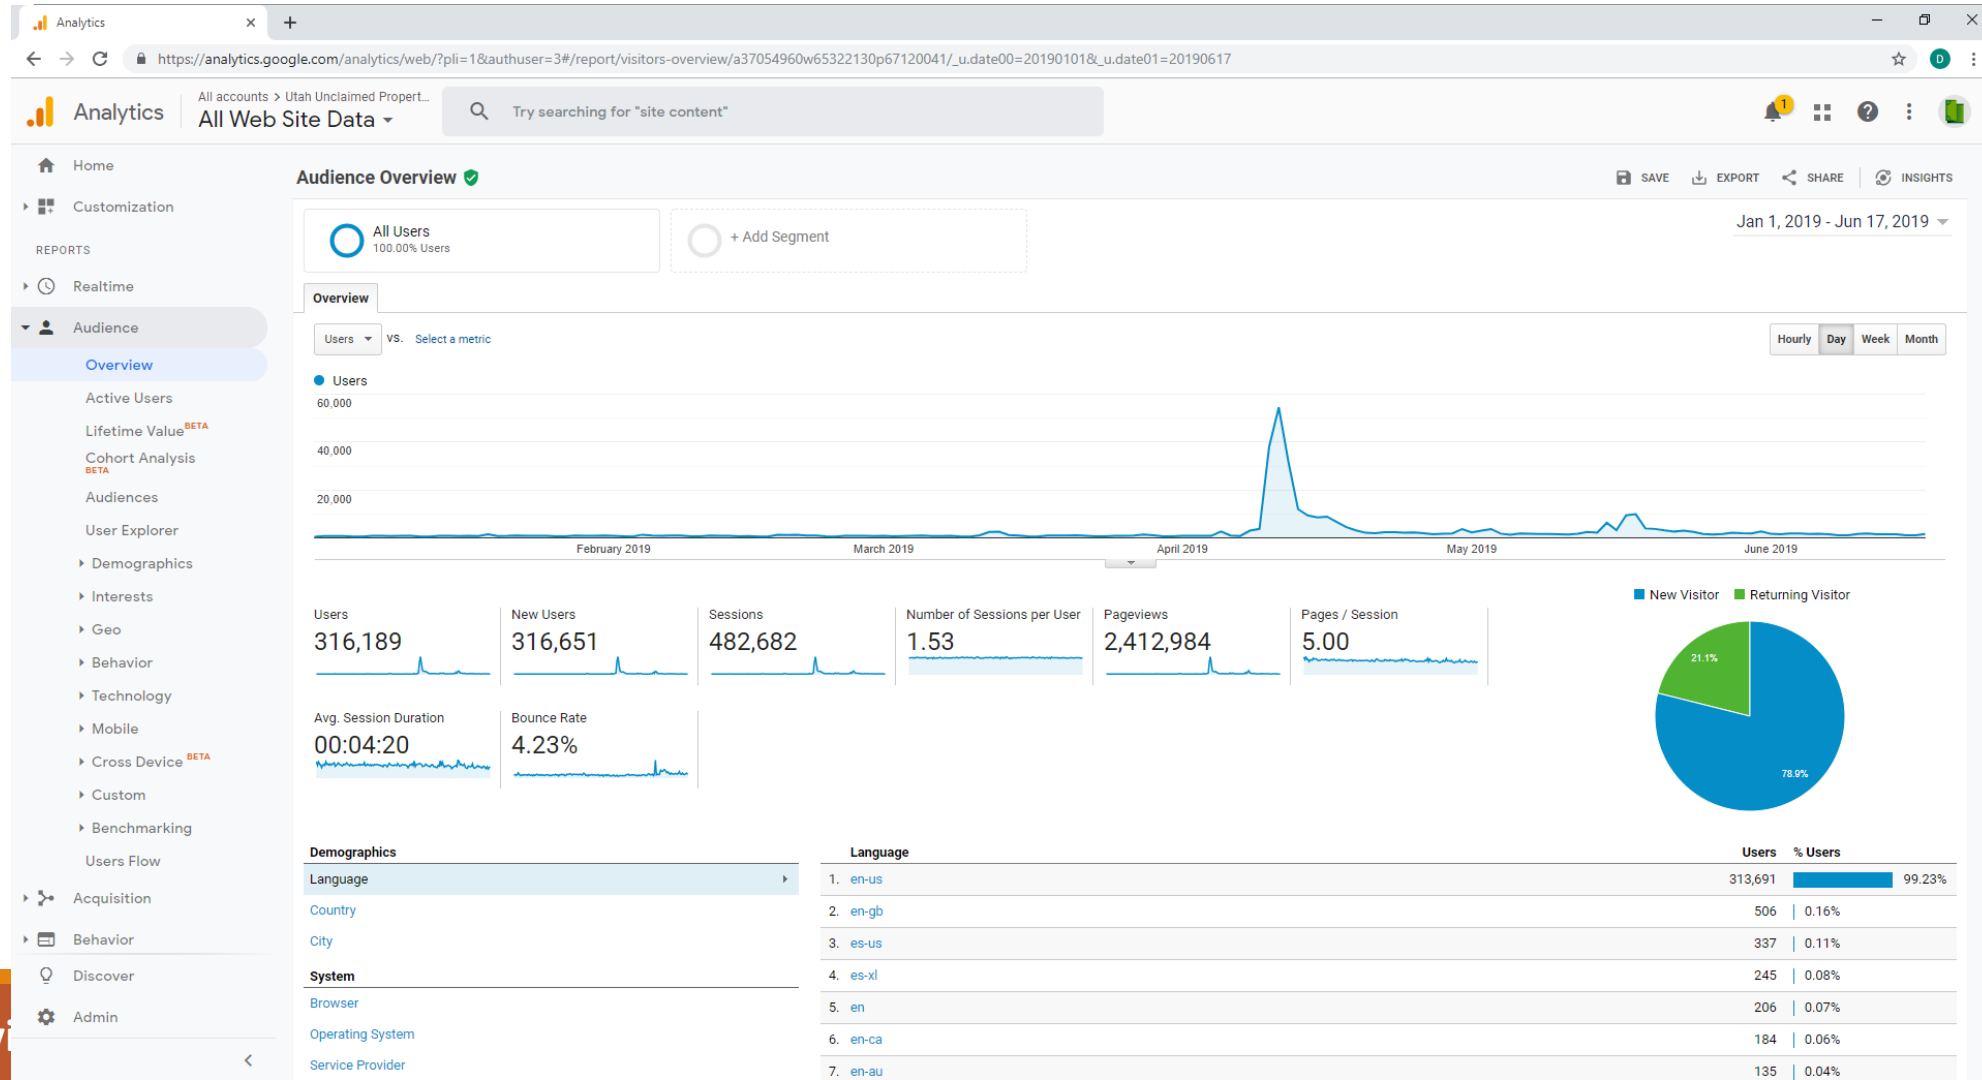 Analytics
https://analytics.google.com/analytics/web/?pli=1&authuser=3#/report/visitors-overview/a37054960w65322130p67120041/_u.date00=20190101&_u.date01=20190617
D
Analytics
All accounts > Utah Unclaimed Propert...
All Web Site Data
Try searching for "site content"
1
Home
Customization
REPORTS
Realtime
Audience
Overview
Active Users
Lifetime Value BETA
Cohort Analysis
BETA
Audiences
User Explorer
Demographics
Interests
Geo
Behavior
Technology
Mobile
Cross Device BETA
Custom
Benchmarking
Users Flow
Acquisition
Behavior
Discover
Admin
Audience Overview
SAVE EXPORT SHARE INSIGHTS
All Users
100.00% Users
+ Add Segment
Jan 1, 2019 - Jun 17, 2019
Overview
Users VS. Select a metric
Hourly Day Week Month
Users
60,000
40,000
20,000
February 2019 March 2019 April 2019 May 2019 June 2019
Users
316,189
New Users
316,651
Sessions
482,682
Number of Sessions per User
1.53
Pageviews
2,412,984
Pages / Session
5.00
Avg. Session Duration
00:04:20
Bounce Rate
4.23%
New Visitor Returning Visitor
21.1%
78.9%
Demographics
Language
Country
City
System
Browser
Operating System
Service Provider
Language Users % Users
1. en-us 313,691 99.23%
2. en-gb 506 0.16%
3. es-us 337 0.11%
4. es-xl 245 0.08%
5. en 206 0.07%
6. en-ca 184 0.06%
7. en-au 135 0.04%